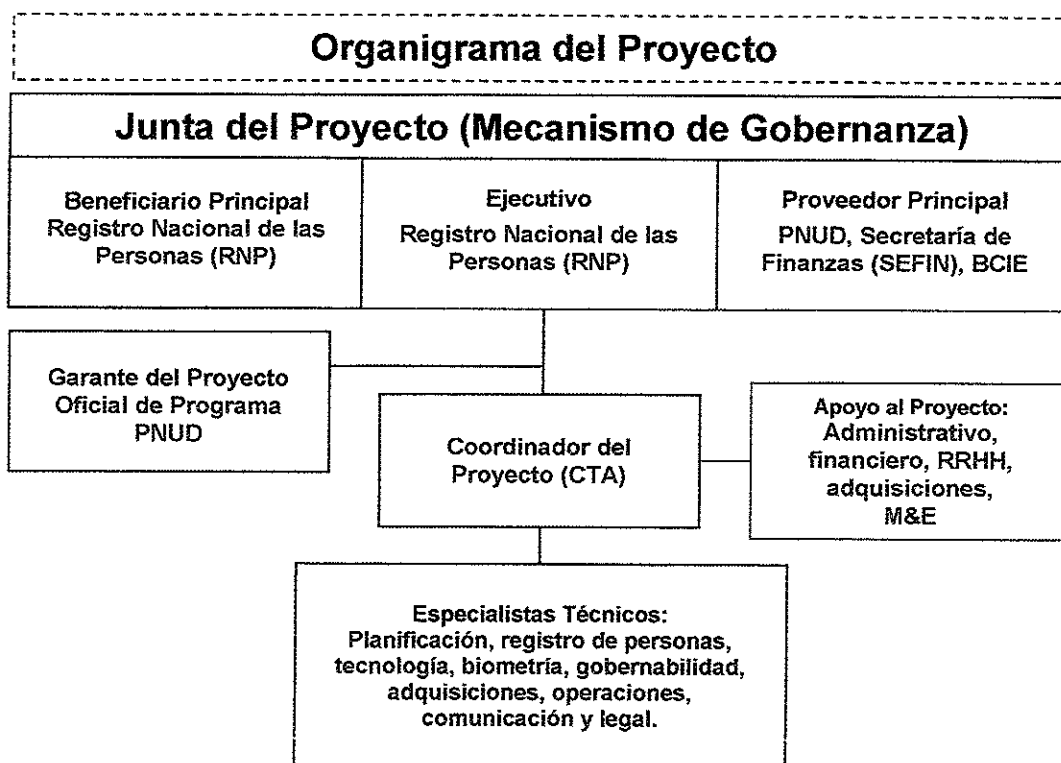 Organigrama del Proyecto
Junta del Proyecto (Mecanismo de Gobernanza)
Beneficiario Principal
Registro Nacional de las
Personas (RNP)
Ejecutivo
Registro Nacional de las
Personas (RNP)
Proveedor Principal
PNUD, Secretaría de
Finanzas (SEFIN), BCIE
Garante del Proyecto
Oficial de Programa
PNUD
Coordinador del
Proyecto (CTA)
Apoyo al Proyecto:
Administrativo,
financiero, RRHH,
adquisiciones,
M&E
Especialistas Técnicos:
Planificación, registro de personas,
tecnología, biometría, gobernabilidad,
adquisiciones, operaciones,
comunicación y legal.